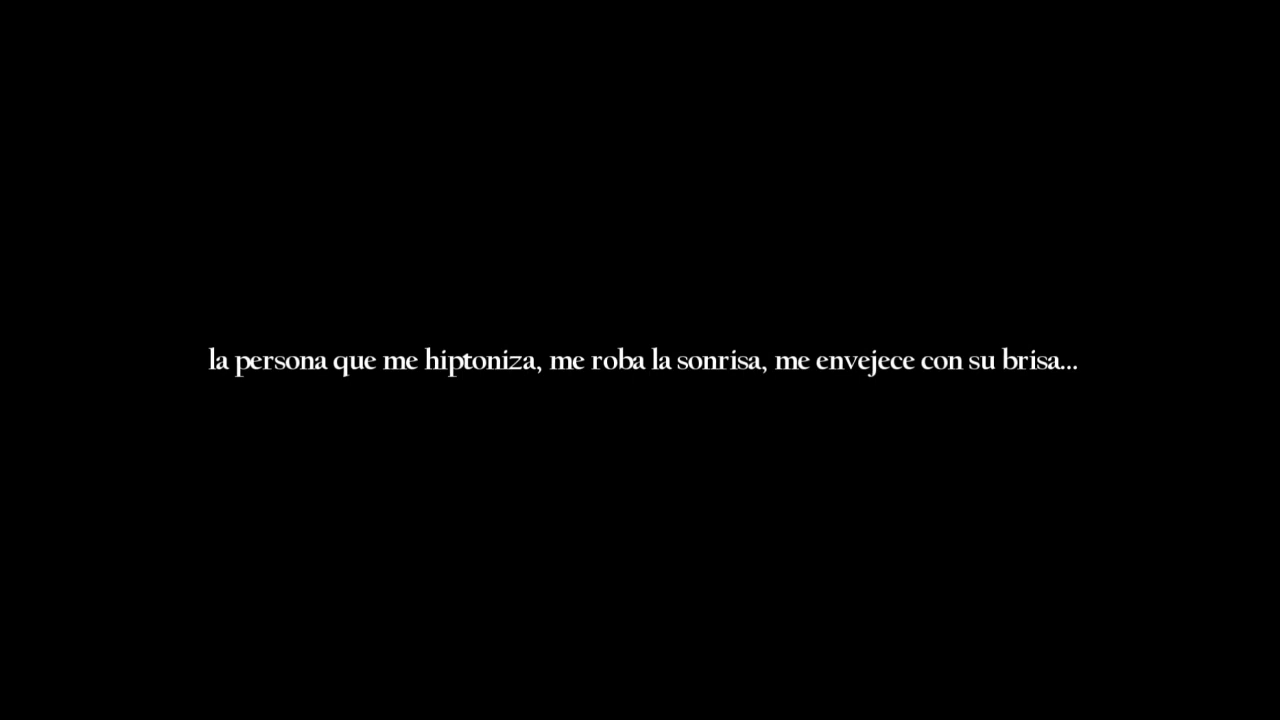 la persona que me hiptoniza, me roba la sonrisa, me envejece con su brisa...